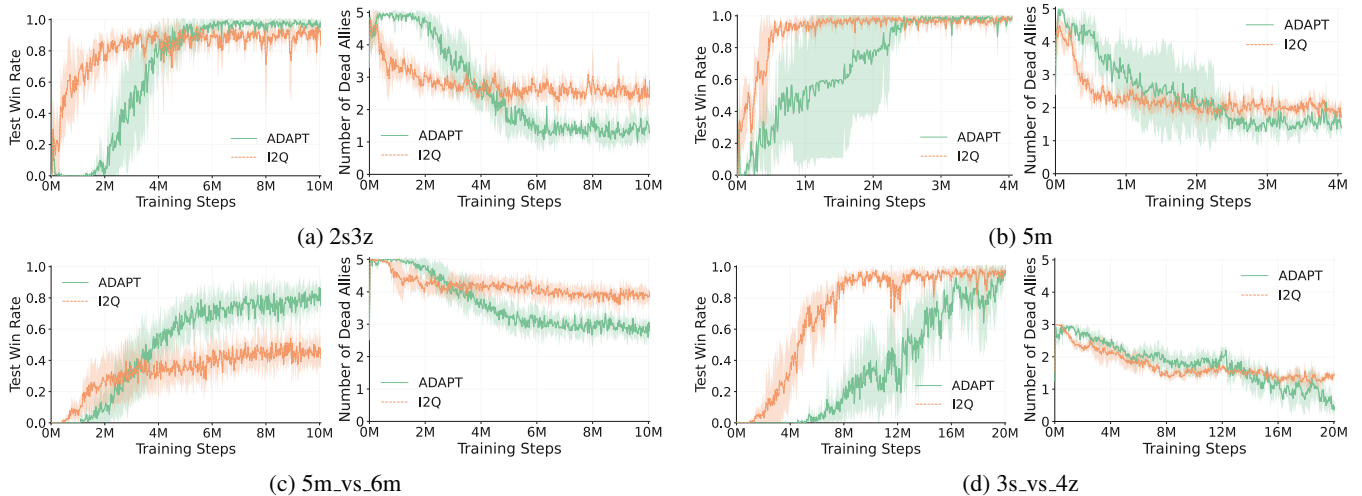 Test Win Rate
1.0
0.8
0.6
0.4
0.2
0.0
ADAPT
I2Q
0M 2M 4M 6M 8M 10M
Training Steps
Number of Dead Allies
5
4
3
2
1
0
ADAPT
I2Q
0M 2M 4M 6M 8M 10M
Training Steps
(a) 2s3z
Test Win Rate
1.0
0.8
0.6
0.4
0.2
0.0
ADAPT
I2Q
0M 1M 2M 3M 4M
Training Steps
Number of Dead Allies
5
4
3
2
1
0
ADAPT
I2Q
0M 1M 2M 3M 4M
Training Steps
(b) 5m
Test Win Rate
1.0
0.8
0.6
0.4
0.2
0.0
ADAPT
I2Q
0M 2M 4M 6M 8M 10M
Training Steps
Number of Dead Allies
5
4
3
2
1
0
ADAPT
I2Q
0M 2M 4M 6M 8M 10M
Training Steps
(c) 5m_vs_6m
Test Win Rate
1.0
0.8
0.6
0.4
0.2
0.0
ADAPT
I2Q
0M 4M 8M 12M 16M 20M
Training Steps
Number of Dead Allies
5
4
3
2
1
0
ADAPT
I2Q
0M 4M 8M 12M 16M 20M
Training Steps
(d) 3s_vs_4z